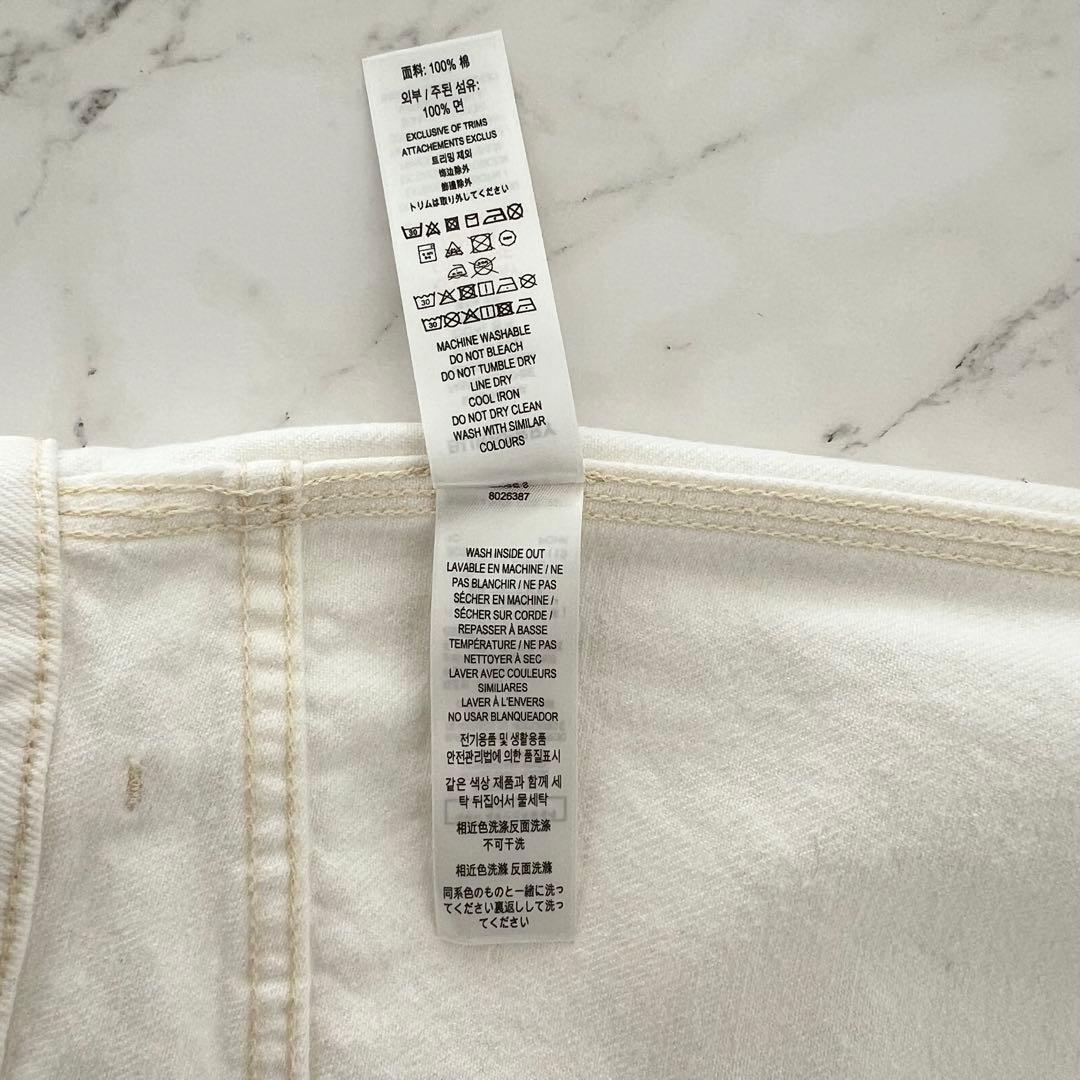 面料: 100% 棉
외부 / 주된 섬유:
100% 면
EXCLUSIVE OF TRIMS
ATTACHEMENTS EXCLUS
트리밍 제외
饰边除外
飾邊除外
トリムは取り外してください
30
30
30
MACHINE WASHABLE
DO NOT BLEACH
DO NOT TUMBLE DRY
LINE DRY
COOL IRON
DO NOT DRY CLEAN
WASH WITH SIMILAR
COLOURS
8026387
WASH INSIDE OUT
LAVABLE EN MACHINE / NE
PAS BLANCHIR / NE PAS
SÉCHER EN MACHINE /
SÉCHER SUR CORDE /
REPASSER À BASSE
TEMPÉRATURE / NE PAS
NETTOYER À SEC
LAVER AVEC COULEURS
SIMILIARES
LAVER À L'ENVERS
NO USAR BLANQUEADOR
전기용품 및 생활용품
안전관리법에 의한 품질표시
같은 색상 제품과 함께 세
탁 뒤집어서 물세탁
相近色洗涤反面洗涤
不可干洗
相近色洗滌 反面洗滌
同系色のものと一緒に洗っ
てください裏返しして洗っ
てください